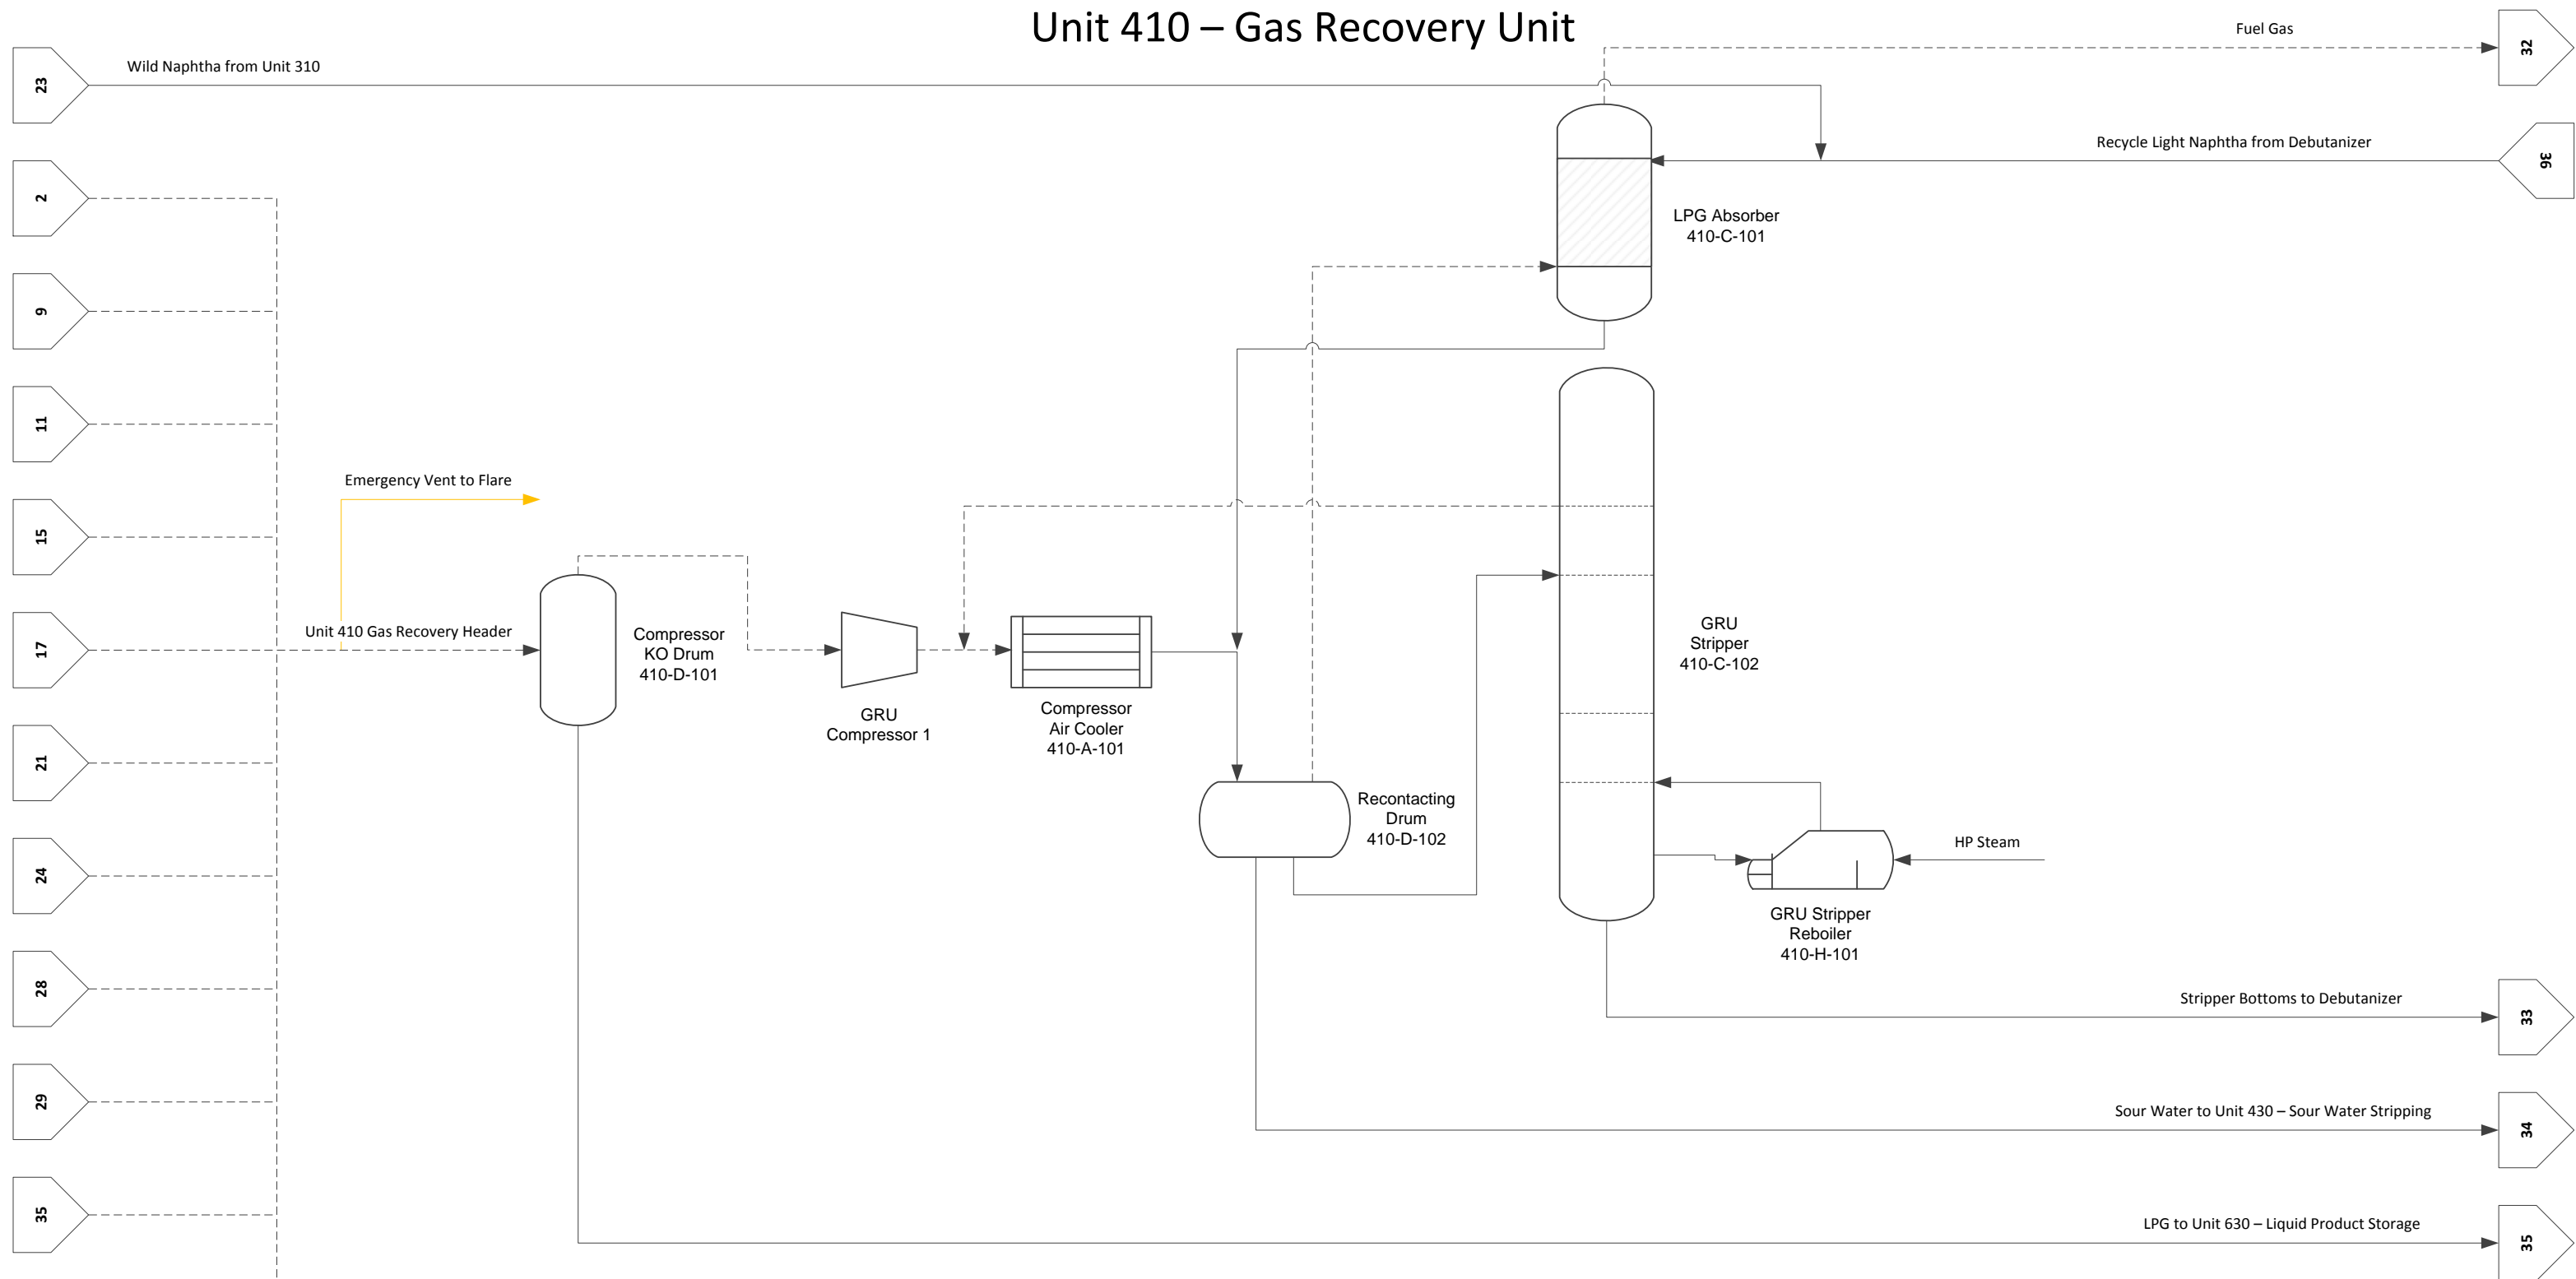 Unit 410 – Gas Recovery Unit
Fuel Gas
32
Wild Naphtha from Unit 310
23
Recycle Light Naphtha from Debutanizer
36
2
LPG Absorber
410-C-101
9
11
Emergency Vent to Flare
15
Unit 410 Gas Recovery Header
17
Compressor
KO Drum
410-D-101
GRU
Compressor 1
Compressor
Air Cooler
410-A-101
GRU
Stripper
410-C-102
21
Recontacting
Drum
410-D-102
HP Steam
24
GRU Stripper
Reboiler
410-H-101
28
Stripper Bottoms to Debutanizer
33
29
Sour Water to Unit 430 – Sour Water Stripping
34
35
LPG to Unit 630 – Liquid Product Storage
35